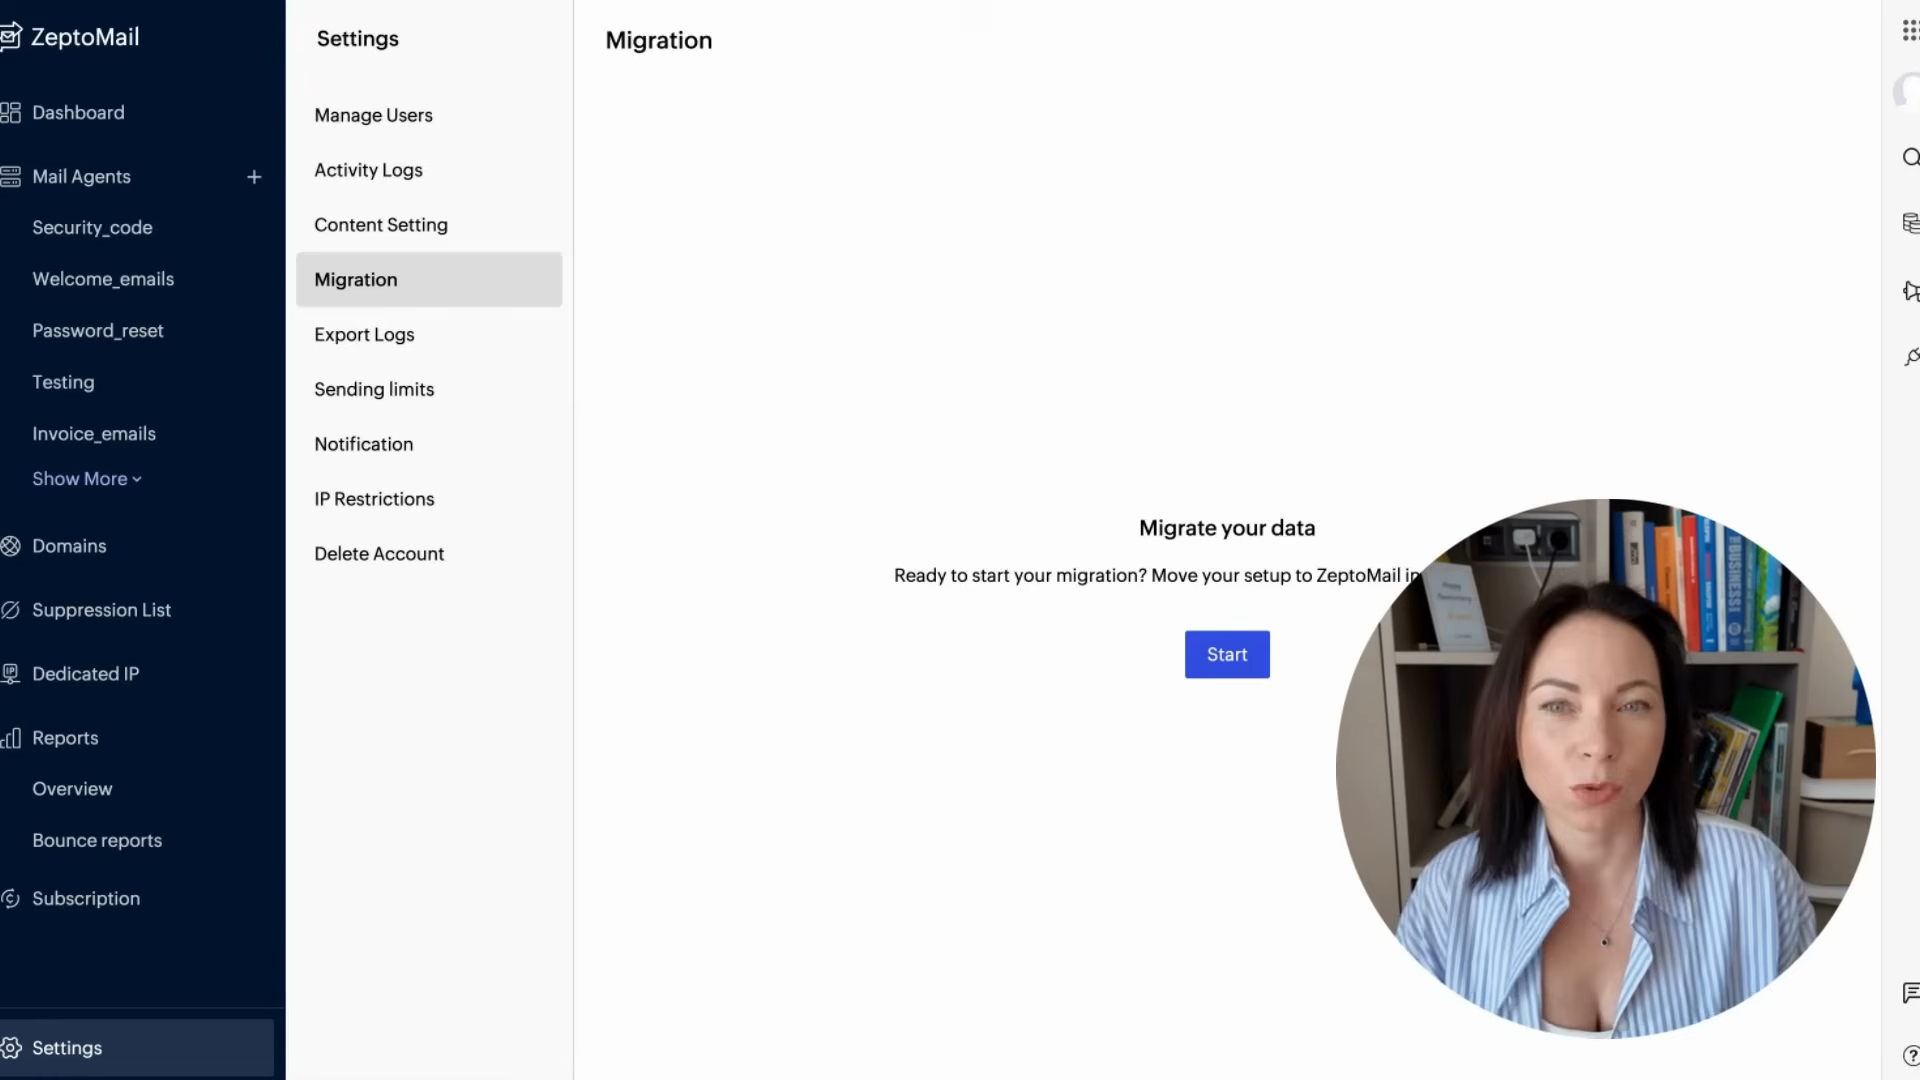 ZeptoMail
Dashboard
Mail Agents
Security_code
Welcome_emails
Password_reset
Testing
Invoice_emails
Show More
Domains
Suppression List
Dedicated IP
Reports
Overview
Bounce reports
Subscription
Settings
Settings
Manage Users
Activity Logs
Content Setting
Migration
Export Logs
Sending limits
Notification
IP Restrictions
Delete Account
Migration
Migrate your data
Ready to start your migration? Move your setup to ZeptoMail in
Start
BUSINESS!